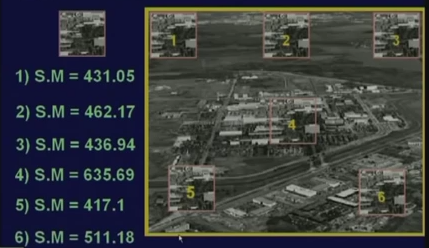 1) S.M = 431.05
2) S.M = 462.17
3) S.M = 436.94
4) S.M = 635.69
5) S.M = 417.1
6) S.M = 511.18
1
2
3
4
5
6